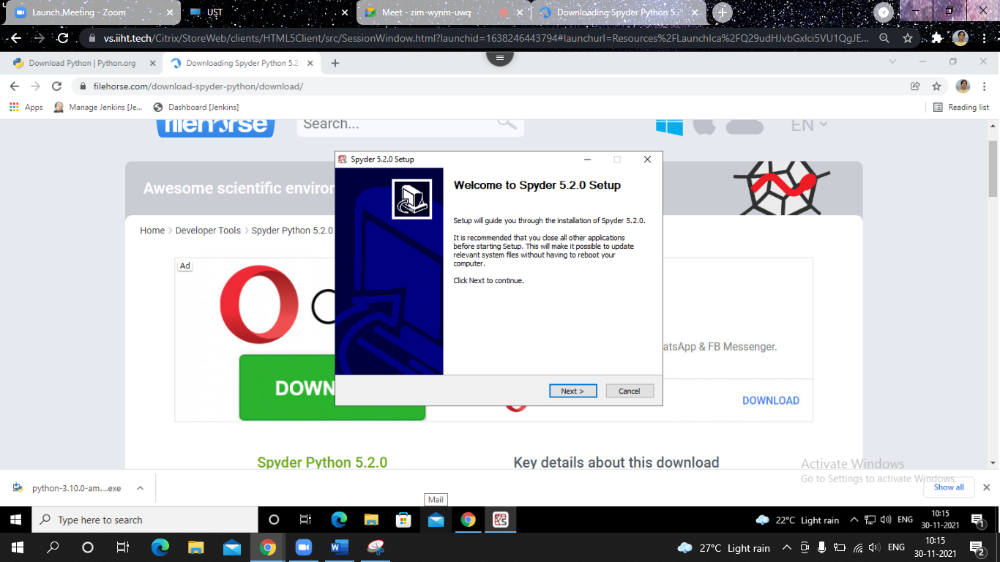 Launch Meeting - Zoom
UST
Meet - zim-wynm-uwq
Downloading Spyder Python 5.2
vs.iiht.tech/Citrix/StoreWeb/clients/HTML5Client/src/SessionWindow.html?launchid=1638246443794#launchurl=Resources%2FLaunchIca%2FQ29udHJvbGxlci5VU1QgJE...
Download Python | Python.org
Downloading Spyder Python 5.2.
filehorse.com/download-spyder-python/download/
Apps
Manage Jenkins [Je...
Dashboard [Jenkins]
Reading list
filehorse
Search...
EN
Awesome scientific environ
Home > Developer Tools > Spyder Python 5.2.0
Ad
DOWN
atsApp & FB Messenger.
DOWNLOAD
Spyder 5.2.0 Setup
Welcome to Spyder 5.2.0 Setup
Setup will guide you through the installation of Spyder 5.2.0.
It is recommended that you close all other applications
before starting Setup. This will make it possible to update
relevant system files without having to reboot your
computer.
Click Next to continue.
Next >
Cancel
Spyder Python 5.2.0
Key details about this download
Activate Windows
Go to Settings to activate Windows.
python-3.10.0-am....exe
Show all
Mail
Type here to search
22°C Light rain
ENG
10:15
30-11-2021
1
27°C Light rain
ENG
10:15
30-11-2021
2